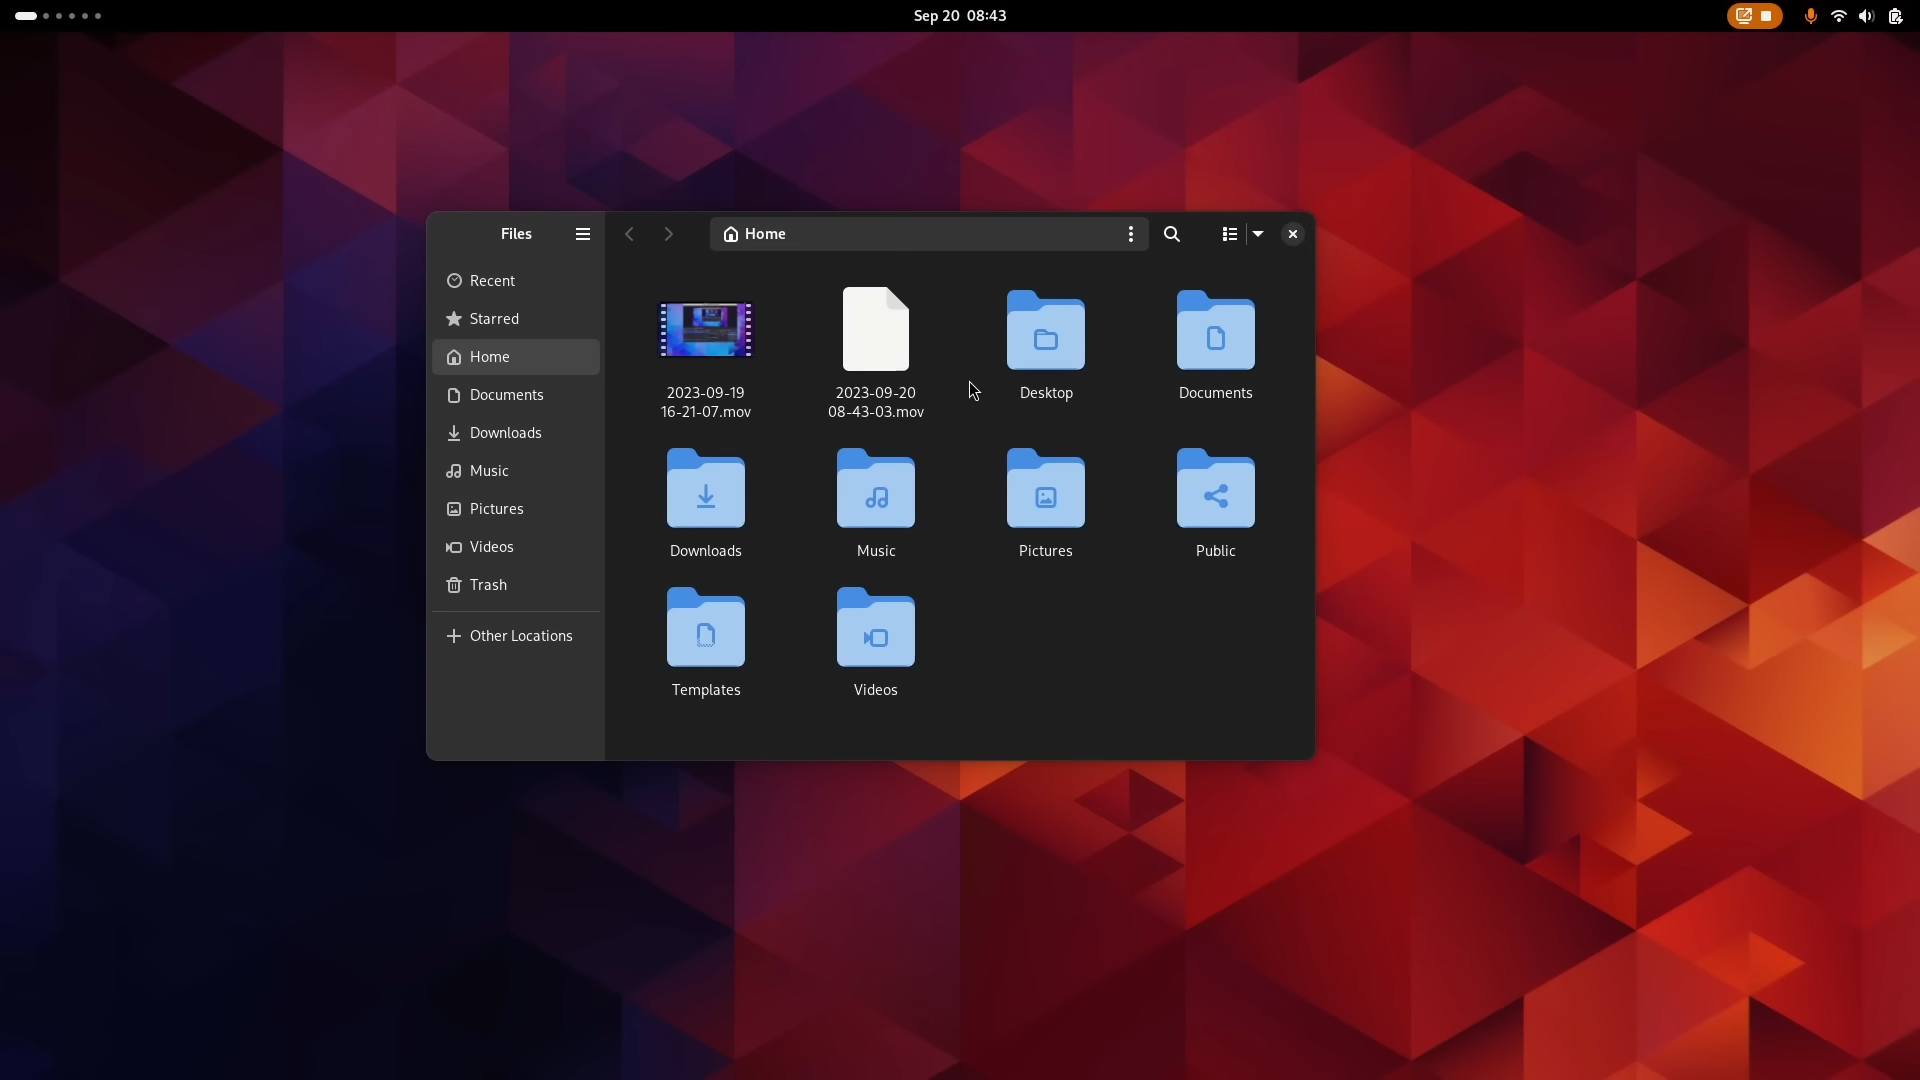 Sep 20 08:43
Files
Home
Recent
Starred
Home
Documents
Downloads
Music
Pictures
Videos
Trash
Other Locations
2023-09-19
16-21-07.mov
2023-09-20
08-43-03.mov
Desktop
Documents
Downloads
Music
Pictures
Public
Templates
Videos